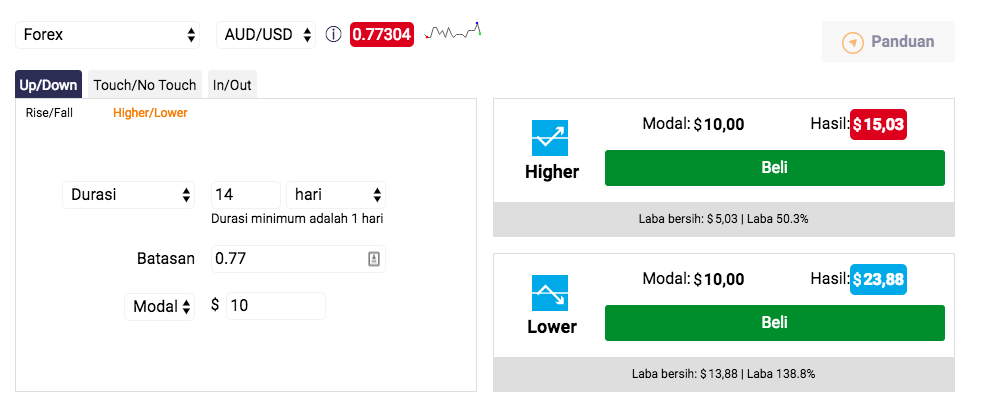 Forex AUD/USD ⓘ 0.77304 Panduan
Up/Down Touch/No Touch In/Out
Rise/Fall Higher/Lower
Durasi 14 hari
Durasi minimum adalah 1 hari
Batasan 0.77
Modal $ 10
Modal: $10,00 Hasil: $15,03
Higher
Beli
Laba bersih: $5,03 | Laba 50.3%
Modal: $10,00 Hasil: $23,88
Lower
Beli
Laba bersih: $13,88 | Laba 138.8%